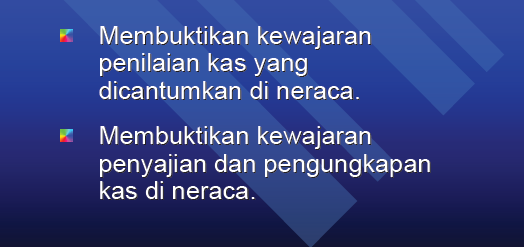 Membuktikan kewajaran
penilaian kas yang
dicantumkan di neraca.
Membuktikan kewajaran
penyajian dan pengungkapan
kas di neraca.